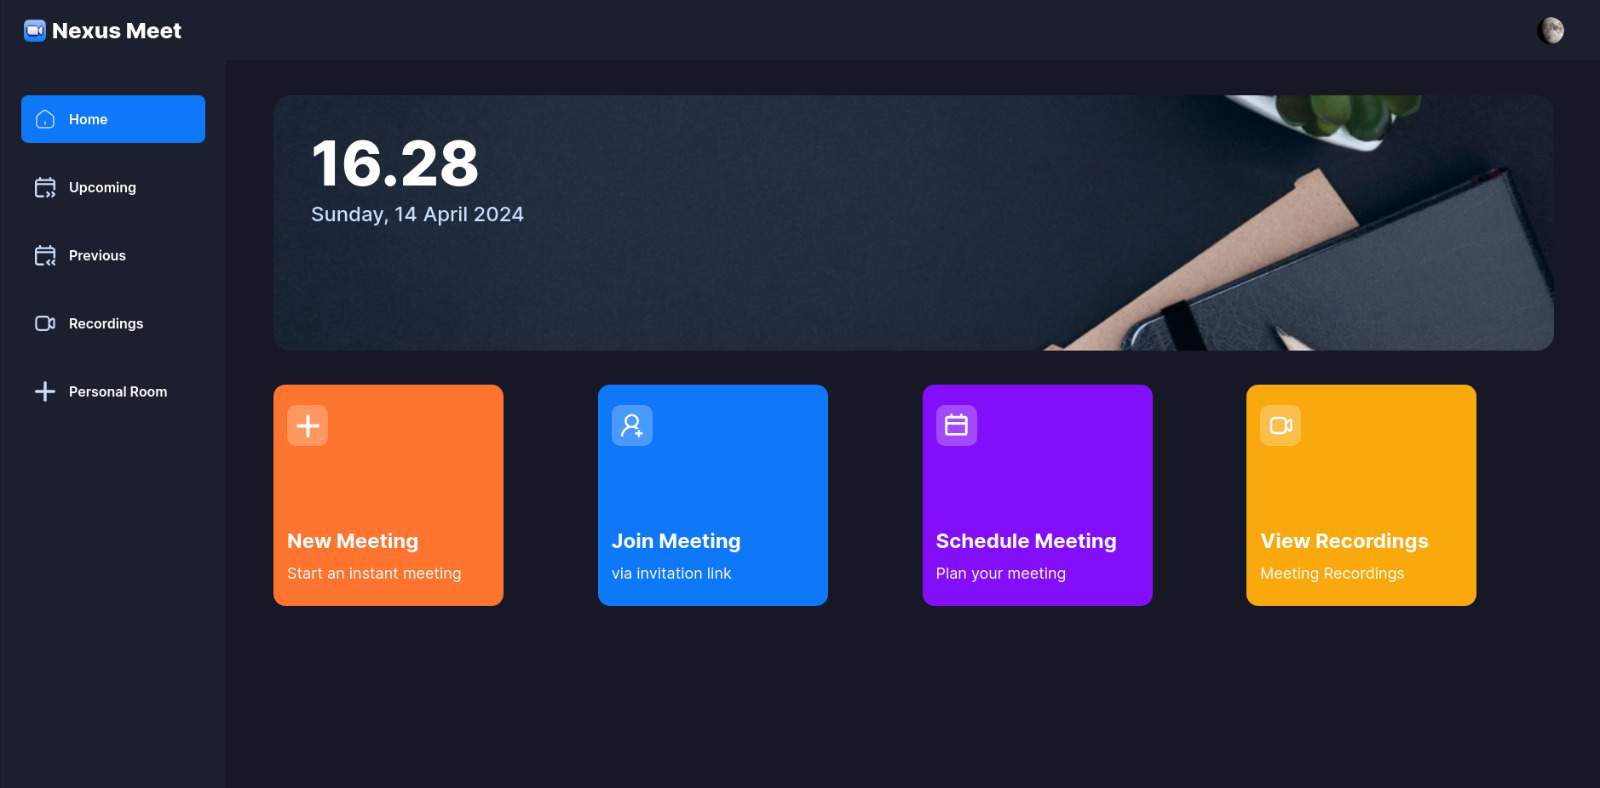 Nexus Meet
Home
Upcoming
Previous
Recordings
Personal Room
16.28
Sunday, 14 April 2024
New Meeting
Start an instant meeting
Join Meeting
via invitation link
Schedule Meeting
Plan your meeting
View Recordings
Meeting Recordings